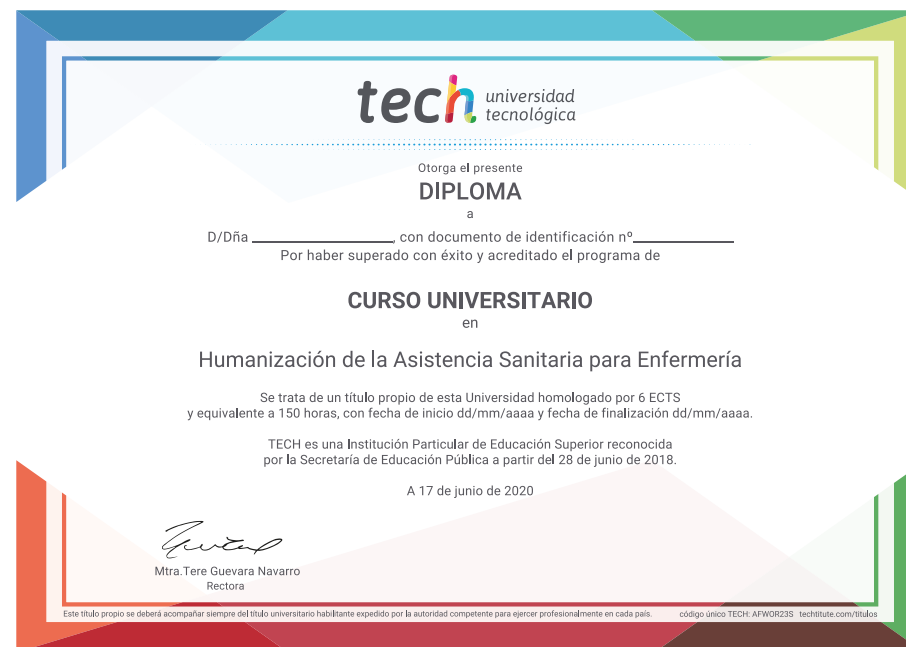 tech universidad
tecnológica
Otorga el presente
DIPLOMA
a
D/Dña ____________________, con documento de identificación nº______________
Por haber superado con éxito y acreditado el programa de
CURSO UNIVERSITARIO
en
Humanización de la Asistencia Sanitaria para Enfermería
Se trata de un título propio de esta Universidad homologado por 6 ECTS
y equivalente a 150 horas, con fecha de inicio dd/mm/aaaa y fecha de finalización dd/mm/aaaa.
TECH es una Institución Particular de Educación Superior reconocida
por la Secretaría de Educación Pública a partir del 28 de junio de 2018.
A 17 de junio de 2020
Mtra.Tere Guevara Navarro
Rectora
Este título propio se deberá acompañar siempre del título universitario habilitante expedido por la autoridad competente para ejercer profesionalmente en cada país. código único TECH: AFWOR23S techtitute.com/titulos